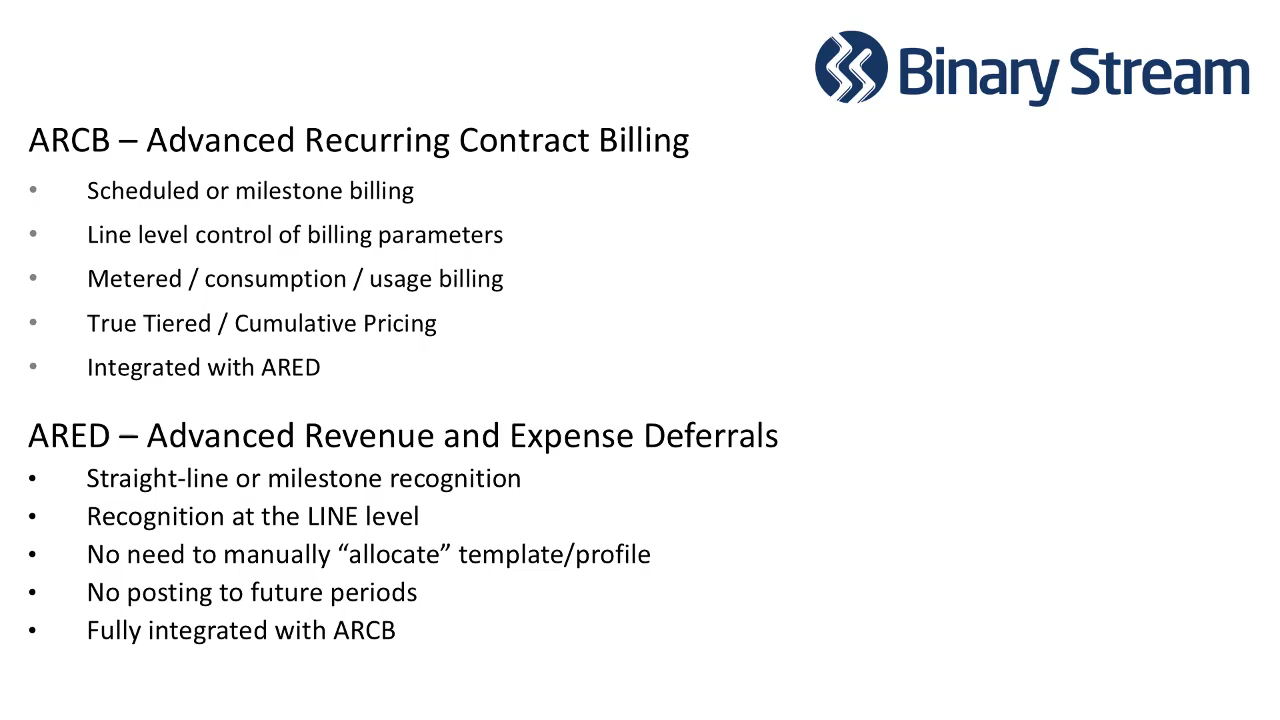 Binary Stream
ARCB – Advanced Recurring Contract Billing
• Scheduled or milestone billing
• Line level control of billing parameters
• Metered / consumption / usage billing
• True Tiered / Cumulative Pricing
• Integrated with ARED
ARED – Advanced Revenue and Expense Deferrals
• Straight-line or milestone recognition
• Recognition at the LINE level
• No need to manually “allocate” template/profile
• No posting to future periods
• Fully integrated with ARCB